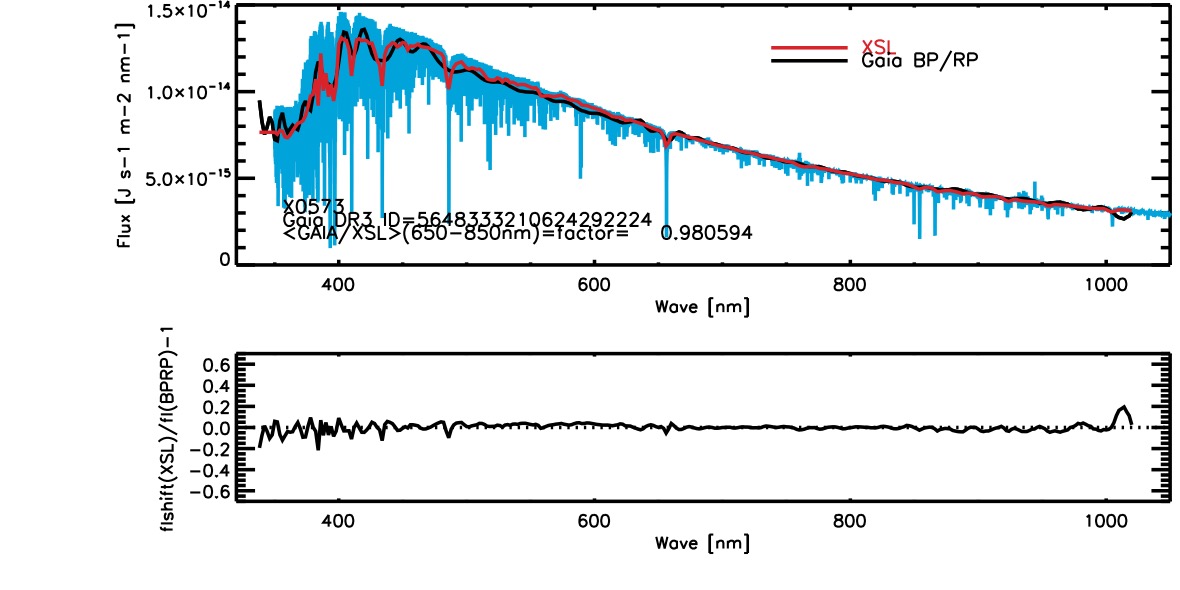 1.5×10−14
1.0×10−14
5.0×10−15
0
Flux [J s−1 m−2 nm−1]
XSL
Gaia BP/RP
X0573
Gaia DR3 ID=5648333210624292224
<GAIA/XSL>(650−850nm)=factor= 0.980594
400 600 800 1000
Wave [nm]
0.6
0.4
0.2
0.0
−0.2
−0.4
−0.6
flshift(XSL)/fl(BPRP)−1
400 600 800 1000
Wave [nm]